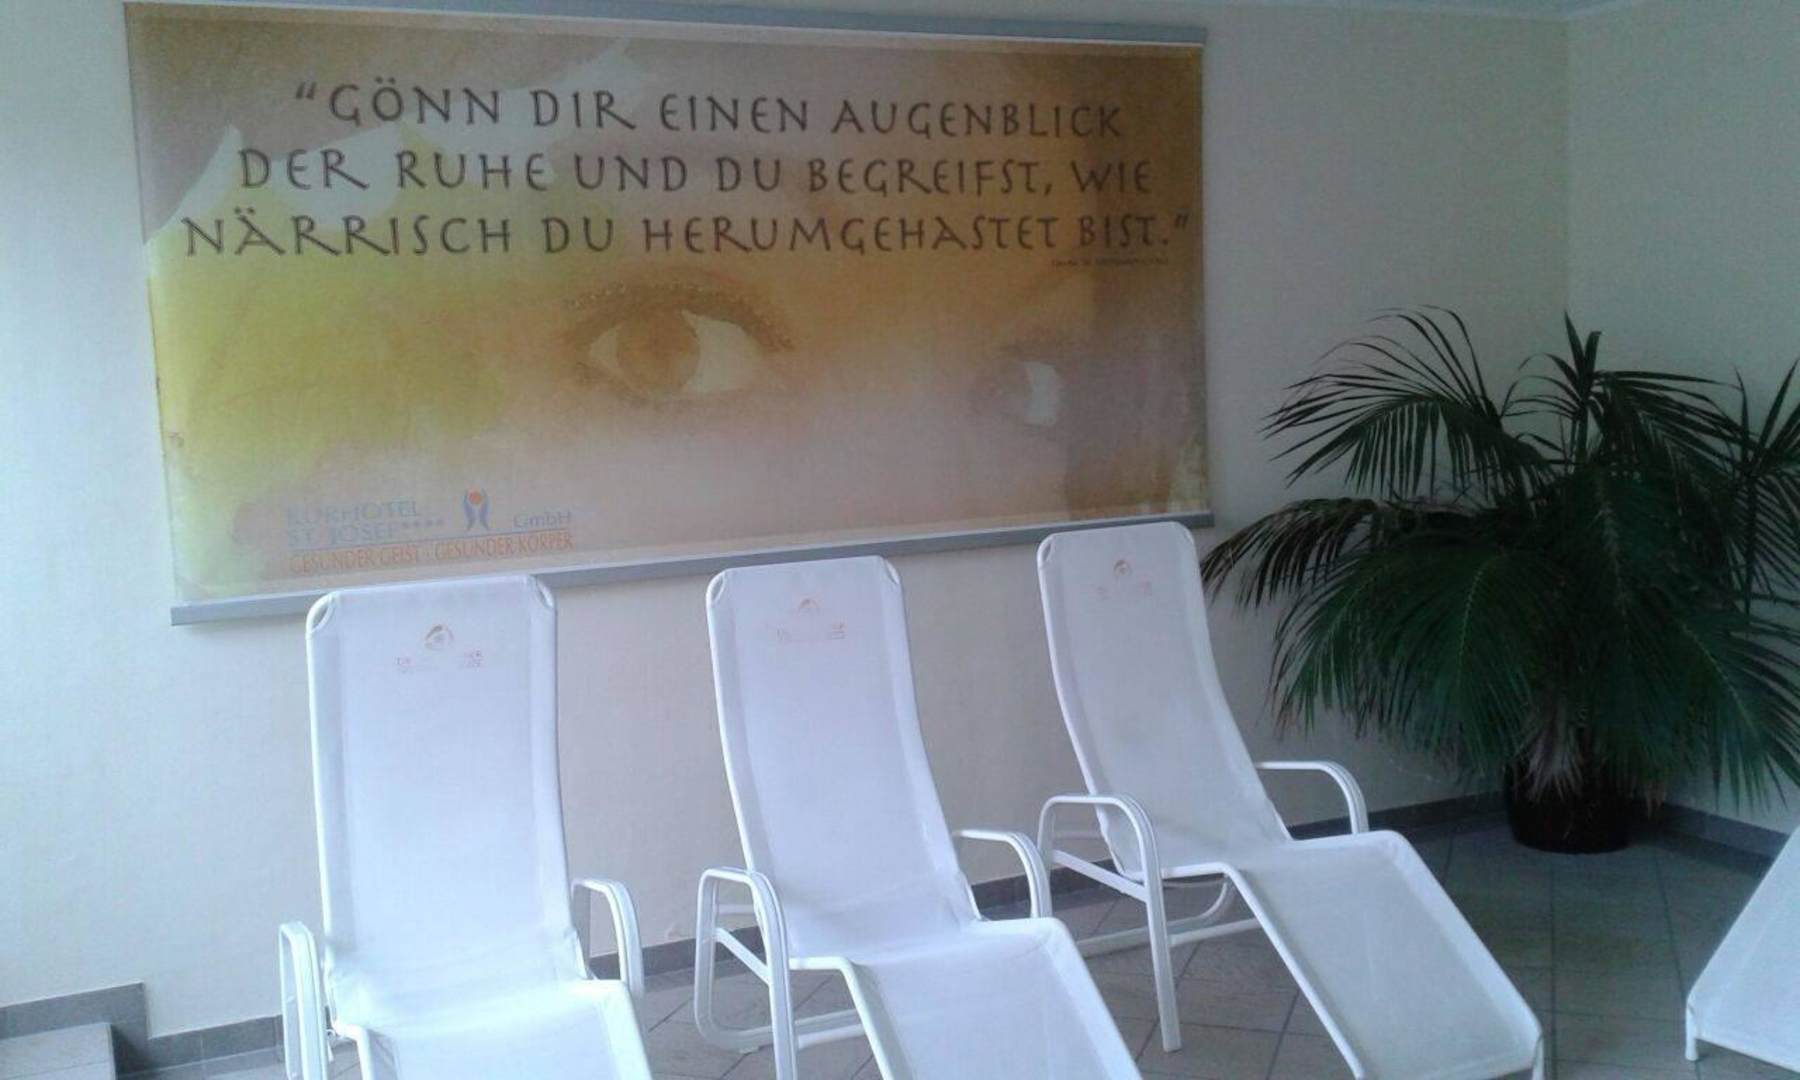 "GÖNN DIR EINEN AUGENBLICK
DER RUHE UND DU BEGREIFST, WIE
NÄRRISCH DU HERUMGEHASTET BIST."
KURHOTEL
ST. JOSEF**** GmbH
GESUNDER GEIST · GESUNDER KÖRPER